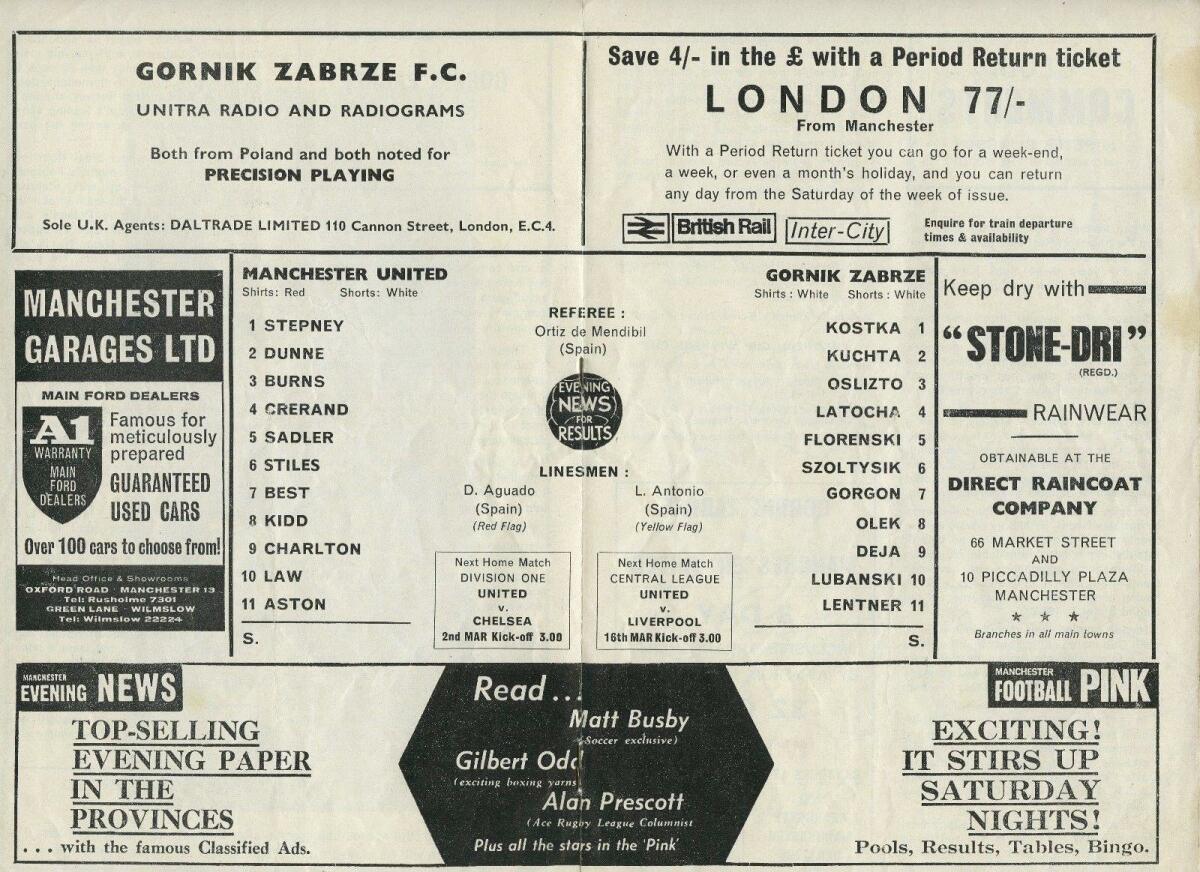 GORNIK ZABRZE F.C.
UNITRA RADIO AND RADIOGRAMS
Both from Poland and both noted for
PRECISION PLAYING
Sole U.K. Agents: DALTRADE LIMITED 110 Cannon Street, London, E.C.4.
Save 4/- in the £ with a Period Return ticket
LONDON 77/-
From Manchester
With a Period Return ticket you can go for a week-end,
a week, or even a month's holiday, and you can return
any day from the Saturday of the week of issue.
British Rail
Inter-City
Enquire for train departure
times & availability
MANCHESTER
GARAGES LTD
MAIN FORD DEALERS
A1
WARRANTY
MAIN
FORD
DEALERS
Famous for
meticulously
prepared
GUARANTEED
USED CARS
Over 100 cars to choose from!
Head Office & Showrooms
OXFORD ROAD · MANCHESTER 13
Tel: Rusholme 7301
GREEN LANE · WILMSLOW
Tel: Wilmslow 22224
MANCHESTER UNITED
Shirts: Red Shorts: White
1 STEPNEY
2 DUNNE
3 BURNS
4 CRERAND
5 SADLER
6 STILES
7 BEST
8 KIDD
9 CHARLTON
10 LAW
11 ASTON
S.
REFEREE :
Ortiz de Mendibil
(Spain)
EVENING
NEWS
FOR
RESULTS
LINESMEN :
D. Aguado
(Spain)
(Red Flag)
L. Antonio
(Spain)
(Yellow Flag)
Next Home Match
DIVISION ONE
UNITED
v.
CHELSEA
2nd MAR Kick-off 3.00
Next Home Match
CENTRAL LEAGUE
UNITED
v.
LIVERPOOL
16th MAR Kick-off 3.00
GORNIK ZABRZE
Shirts : White Shorts : White
KOSTKA 1
KUCHTA 2
OSLIZTO 3
LATOCHA 4
FLORENSKI 5
SZOLTYSIK 6
GORGON 7
OLEK 8
DEJA 9
LUBANSKI 10
LENTNER 11
S.
Keep dry with
"STONE-DRI"
(REGD.)
RAINWEAR
OBTAINABLE AT THE
DIRECT RAINCOAT
COMPANY
66 MARKET STREET
AND
10 PICCADILLY PLAZA
MANCHESTER
Branches in all main towns
MANCHESTER
EVENING NEWS
TOP-SELLING
EVENING PAPER
IN THE
PROVINCES
. . . with the famous Classified Ads.
Read ...
Matt Busby
(Soccer exclusive)
Gilbert Odd
(exciting boxing yarns
Alan Prescott
(Ace Rugby League Columnist
Plus all the stars in the 'Pink'
MANCHESTER
FOOTBALL PINK
EXCITING!
IT STIRS UP
SATURDAY
NIGHTS!
Pools, Results, Tables, Bingo.